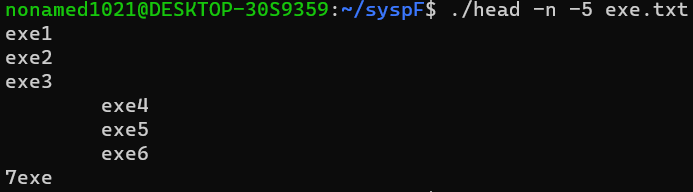 nonamed1021@DESKTOP-30S9359:~/syspF$ ./head -n -5 exe.txt
exe1
exe2
exe3
        exe4
        exe5
        exe6
7exe